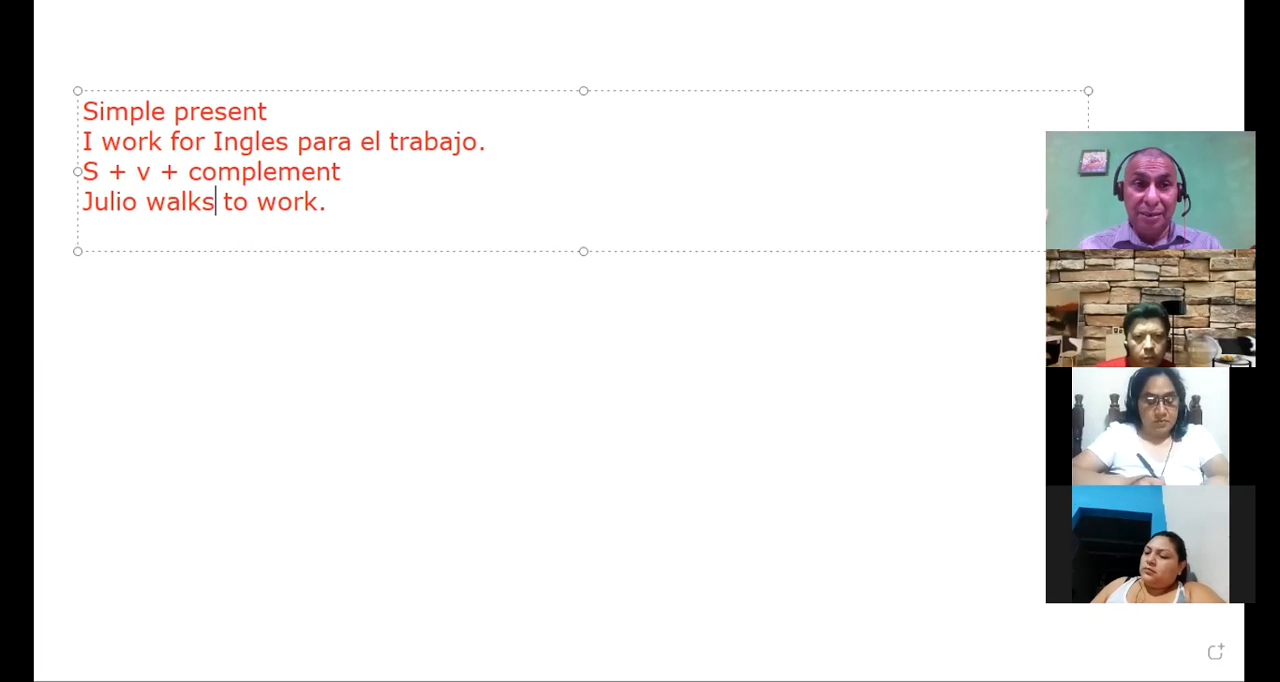 Simple present
I work for Ingles para el trabajo.
S + v + complement
Julio walks to work.